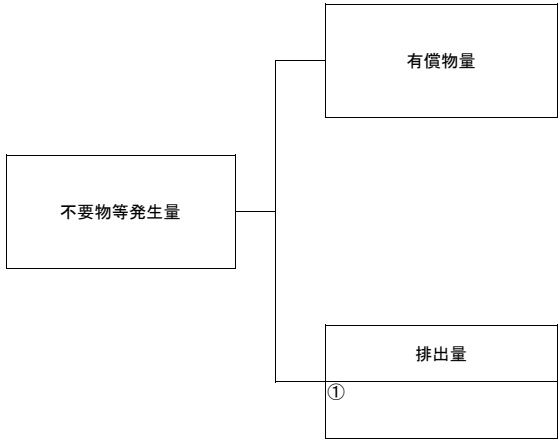 有償物量
不要物等発生量
排出量
①